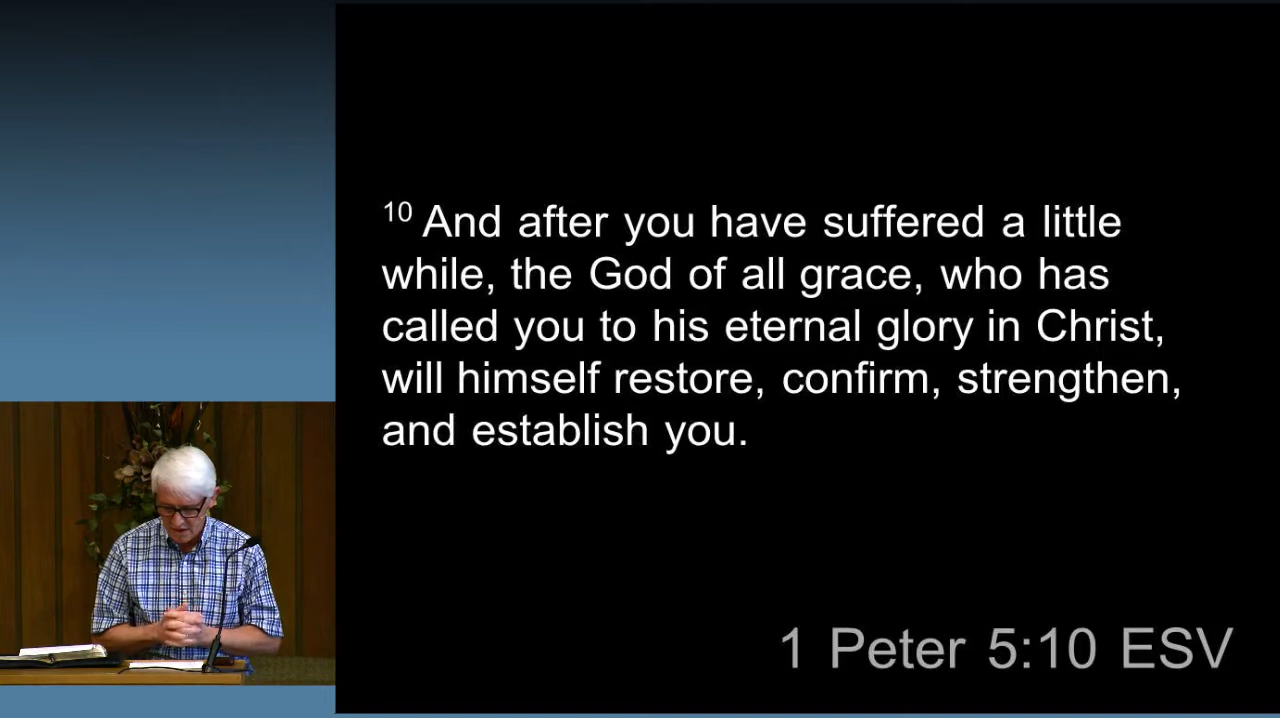 10 And after you have suffered a little
while, the God of all grace, who has
called you to his eternal glory in Christ,
will himself restore, confirm, strengthen,
and establish you.
1 Peter 5:10 ESV